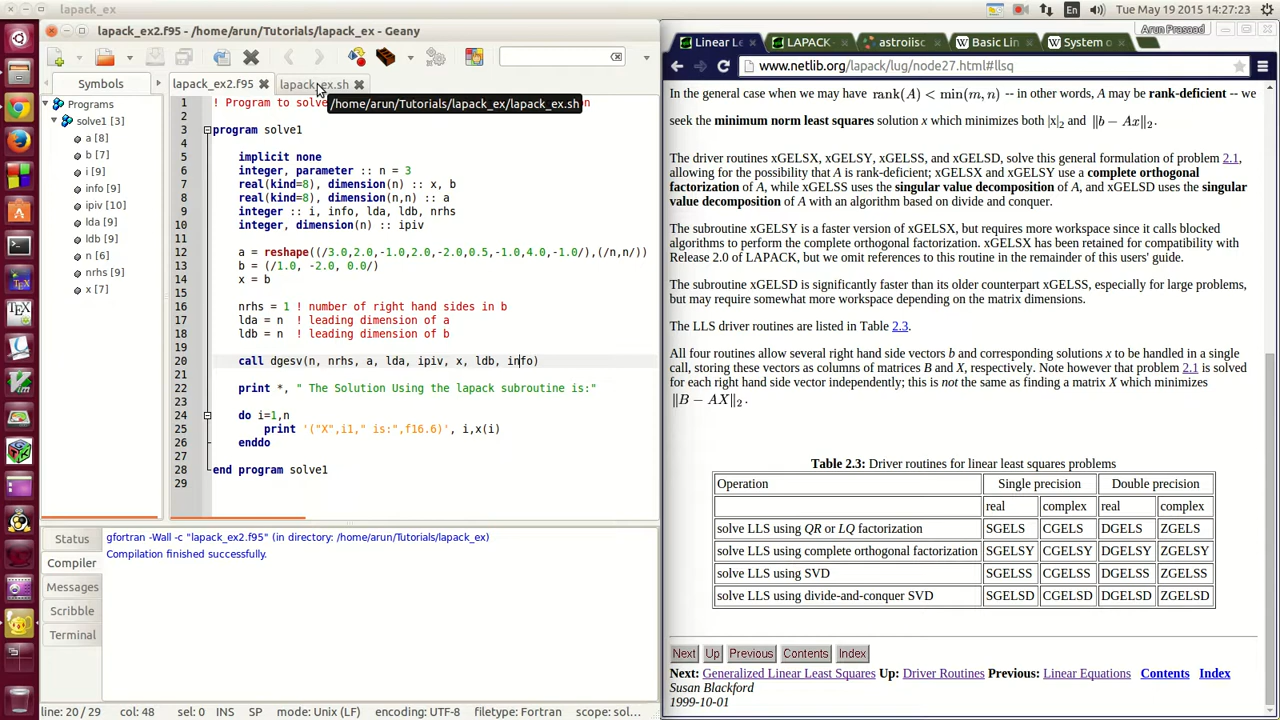 Tue May 19 2015 14:27:23
En
lapack_ex2.f95 - /home/arun/Tutorials/lapack_ex - Geany
Symbols
lapack_ex2.f95
lapack_ex.sh
/home/arun/Tutorials/lapack_ex/lapack_ex.sh
Programs
solve1 [3]
a [8]
b [7]
i [9]
info [9]
ipiv [10]
lda [9]
ldb [9]
n [6]
nrhs [9]
x [7]
1 ! Program to solve
2
3 program solve1
4
5 implicit none
6 integer, parameter :: n = 3
7 real(kind=8), dimension(n) :: x, b
8 real(kind=8), dimension(n,n) :: a
9 integer :: i, info, lda, ldb, nrhs
10 integer, dimension(n) :: ipiv
11
12 a = reshape((/3.0,2.0,-1.0,2.0,-2.0,0.5,-1.0,4.0,-1.0/),(/n,n/))
13 b = (/1.0, -2.0, 0.0/)
14 x = b
15
16 nrhs = 1 ! number of right hand sides in b
17 lda = n ! leading dimension of a
18 ldb = n ! leading dimension of b
19
20 call dgesv(n, nrhs, a, lda, ipiv, x, ldb, info)
21
22 print *, " The Solution Using the lapack subroutine is:"
23
24 do i=1,n
25 print '("X",i1," is:",f16.6)', i,x(i)
26 enddo
27
28 end program solve1
29
Status
Compiler
Messages
Scribble
Terminal
gfortran -Wall -c "lapack_ex2.f95" (in directory: /home/arun/Tutorials/lapack_ex)
Compilation finished successfully.
line: 20 / 29 col: 48 sel: 0 INS SP mode: Unix (LF) encoding: UTF-8 filetype: Fortran scope: sol...
Arun Prasaad
Linear Le
LAPACK
astroiisc
Basic Lin
System o
www.netlib.org/lapack/lug/node27.html#llsq
In the general case when we may have rank(A) < min(m, n) -- in other words, A may be rank-deficient -- we
seek the minimum norm least squares solution x which minimizes both |x|2 and ||b − Ax||2.
The driver routines xGELSX, xGELSY, xGELSS, and xGELSD, solve this general formulation of problem 2.1,
allowing for the possibility that A is rank-deficient; xGELSX and xGELSY use a complete orthogonal
factorization of A, while xGELSS uses the singular value decomposition of A, and xGELSD uses the singular
value decomposition of A with an algorithm based on divide and conquer.
The subroutine xGELSY is a faster version of xGELSX, but requires more workspace since it calls blocked
algorithms to perform the complete orthogonal factorization. xGELSX has been retained for compatibility with
Release 2.0 of LAPACK, but we omit references to this routine in the remainder of this users' guide.
The subroutine xGELSD is significantly faster than its older counterpart xGELSS, especially for large problems,
but may require somewhat more workspace depending on the matrix dimensions.
The LLS driver routines are listed in Table 2.3.
All four routines allow several right hand side vectors b and corresponding solutions x to be handled in a single
call, storing these vectors as columns of matrices B and X, respectively. Note however that problem 2.1 is solved
for each right hand side vector independently; this is not the same as finding a matrix X which minimizes
||B − AX||2.
Table 2.3: Driver routines for linear least squares problems
Operation Single precision Double precision
real complex real complex
solve LLS using QR or LQ factorization SGELS CGELS DGELS ZGELS
solve LLS using complete orthogonal factorization SGELSY CGELSY DGELSY ZGELSY
solve LLS using SVD SGELSS CGELSS DGELSS ZGELSS
solve LLS using divide-and-conquer SVD SGELSD CGELSD DGELSD ZGELSD
Next Up Previous Contents Index
Next: Generalized Linear Least Squares Up: Driver Routines Previous: Linear Equations Contents Index
Susan Blackford
1999-10-01